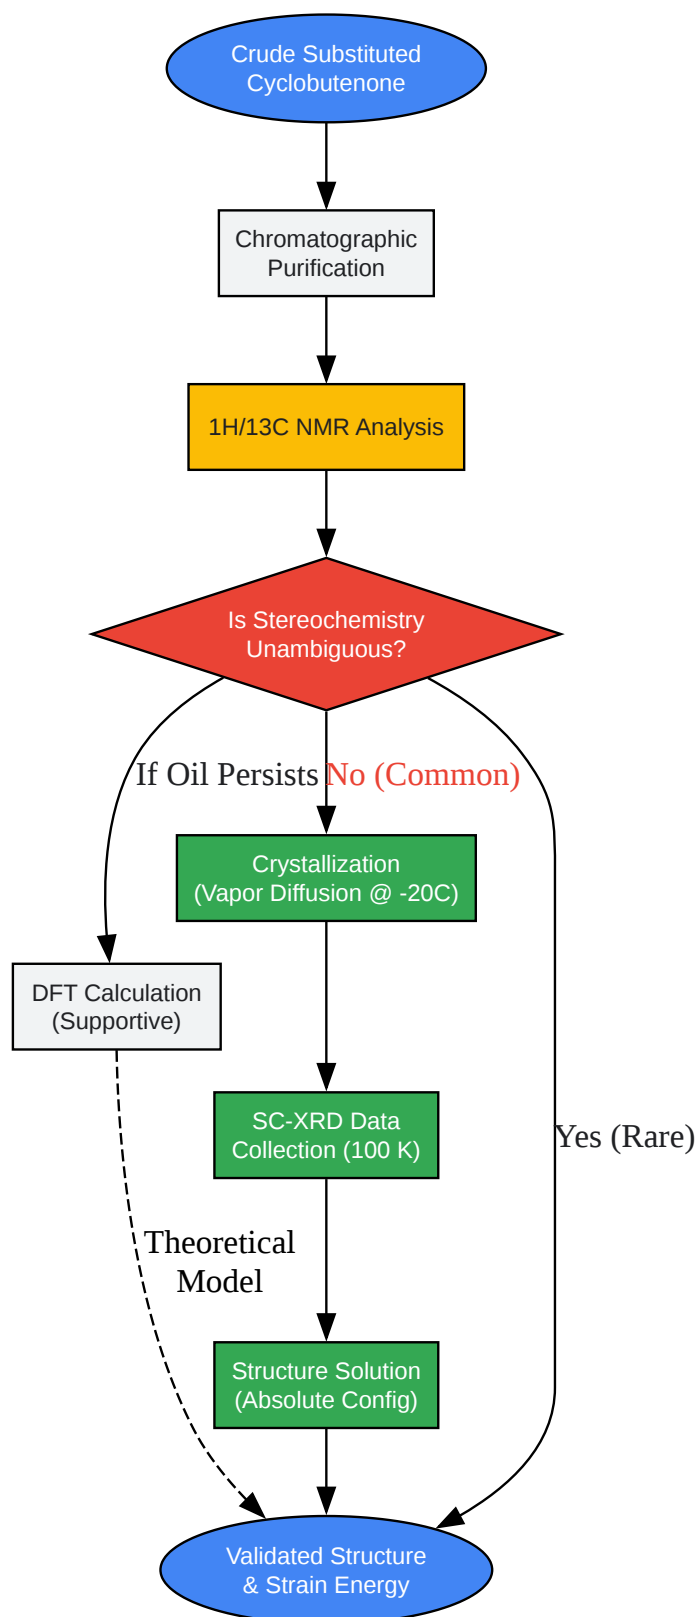 Crude Substituted
Cyclobutenone
Chromatographic
Purification
1H/13C NMR Analysis
Is Stereochemistry
Unambiguous?
If Oil Persists
No (Common)
Crystallization
(Vapor Diffusion @ -20C)
DFT Calculation
(Supportive)
SC-XRD Data
Collection (100 K)
Yes (Rare)
Theoretical
Model
Structure Solution
(Absolute Config)
Validated Structure
& Strain Energy